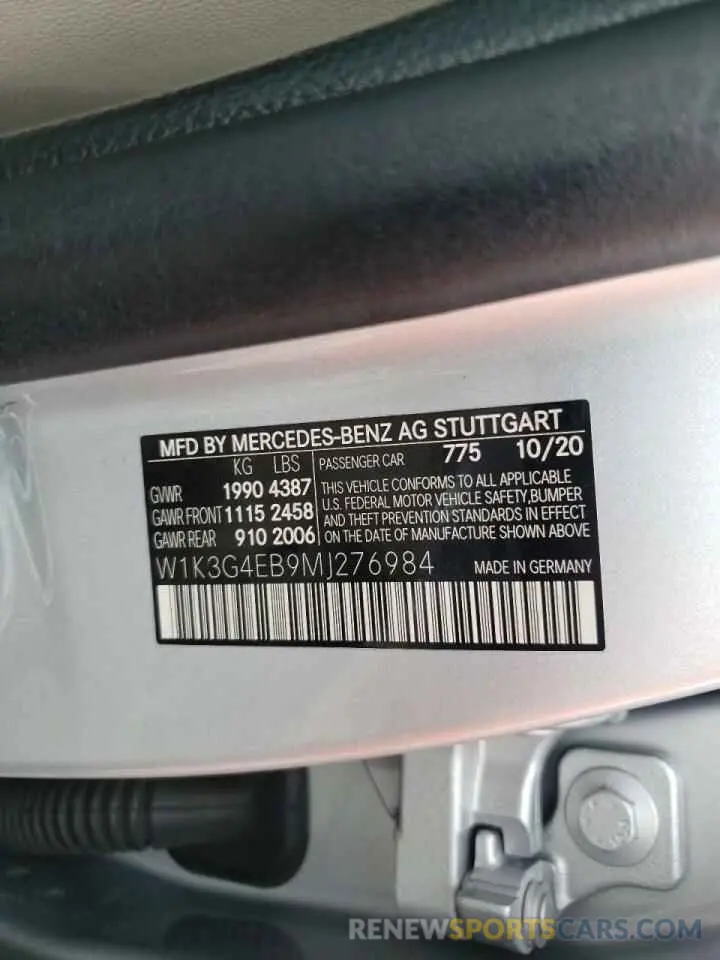 MFD BY MERCEDES-BENZ AG STUTTGART
KG LBS PASSENGER CAR 775 10/20
GVWR 1990 4387
GAWR FRONT 1115 2458
GAWR REAR 910 2006
THIS VEHICLE CONFORMS TO ALL APPLICABLE
U.S. FEDERAL MOTOR VEHICLE SAFETY, BUMPER
AND THEFT PREVENTION STANDARDS IN EFFECT
ON THE DATE OF MANUFACTURE SHOWN ABOVE
W1K3G4EB9MJ276984 MADE IN GERMANY
RENEWSPORTSCARS.COM